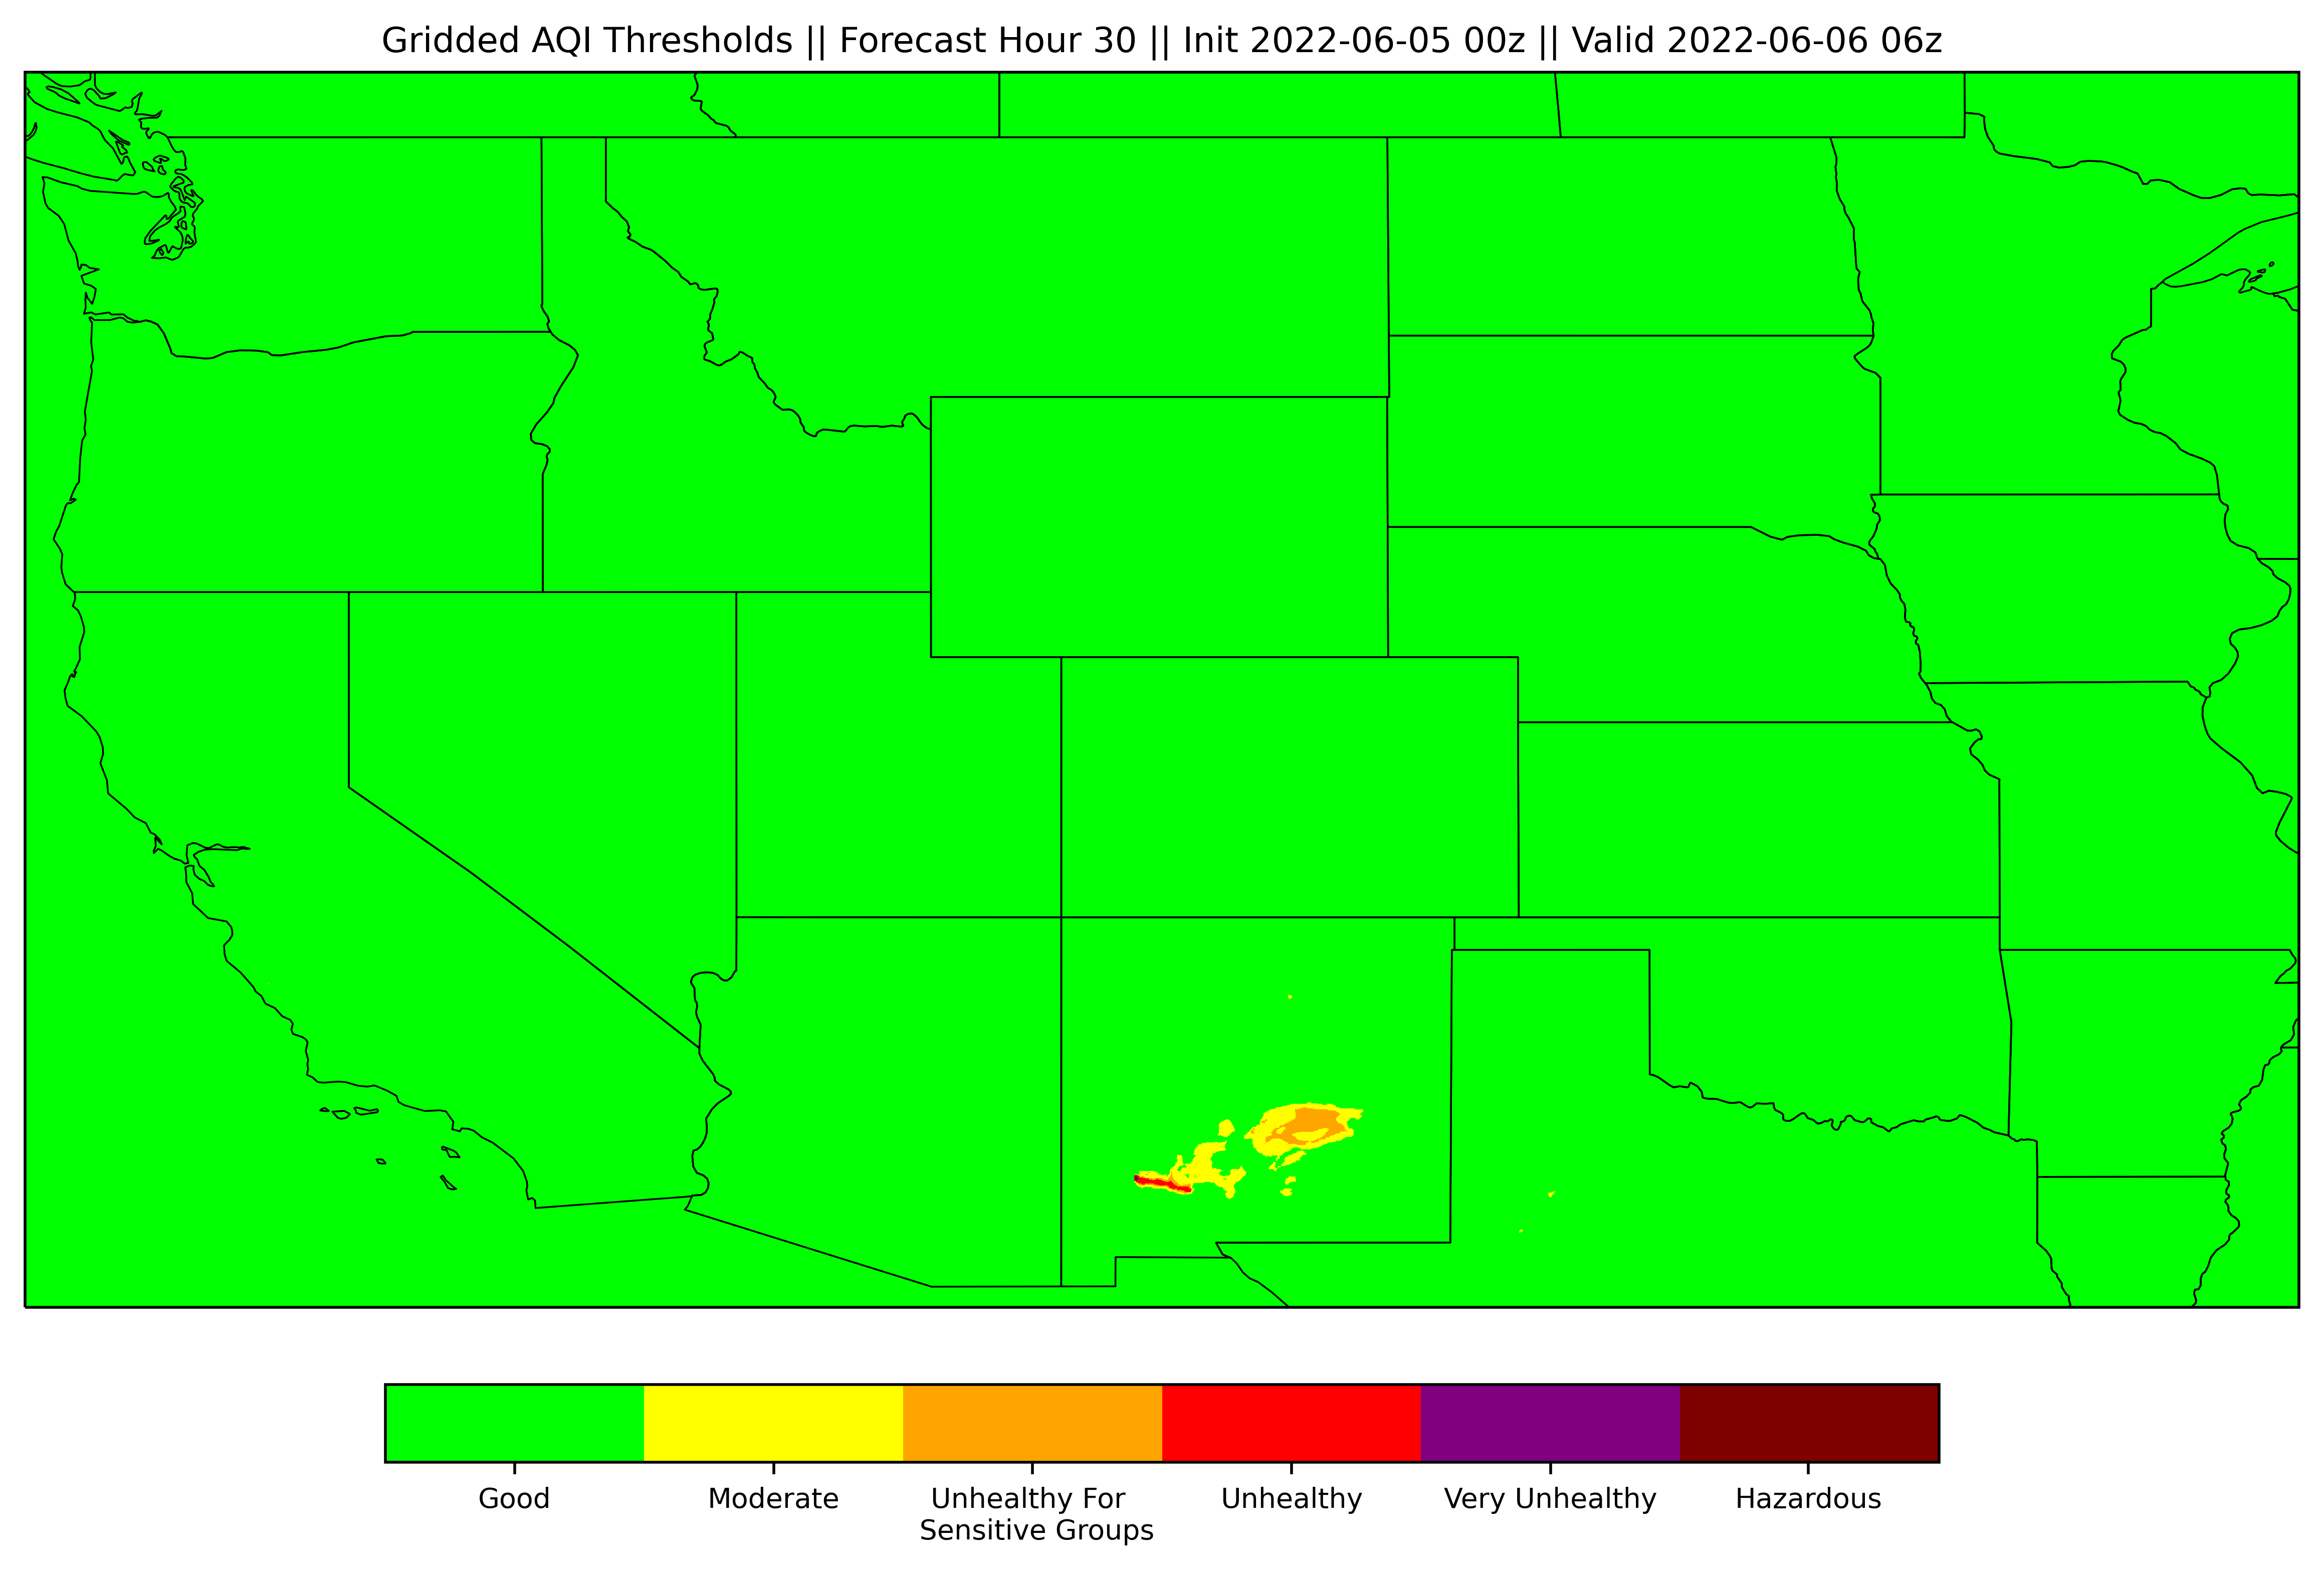 Gridded AQI Thresholds || Forecast Hour 30 || Init 2022-06-05 00z || Valid 2022-06-06 06z
Good
Moderate
Unhealthy For
Sensitive Groups
Unhealthy
Very Unhealthy
Hazardous